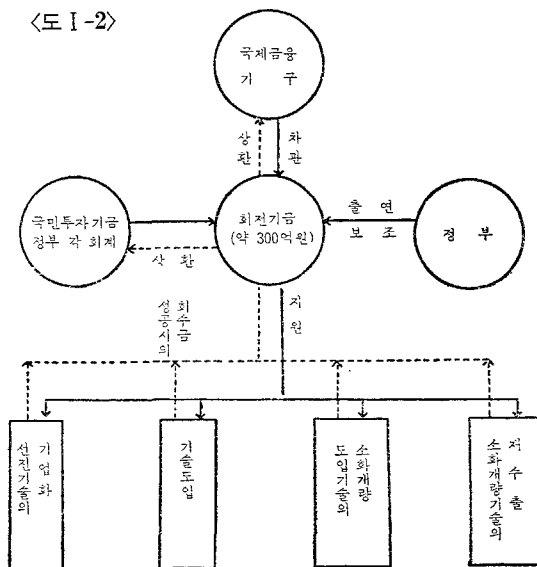 〈도 I-2〉
국제금융
기 구
상환
차관
국민투자기금
정부 각 회계
회전기금
(약 300억원)
출 연
보 조
정 부
상 환
성공시의
회수금
지원
선진기술의
기업화
기술도입
도입기술의
소화개량
소화개량기술의
재수출